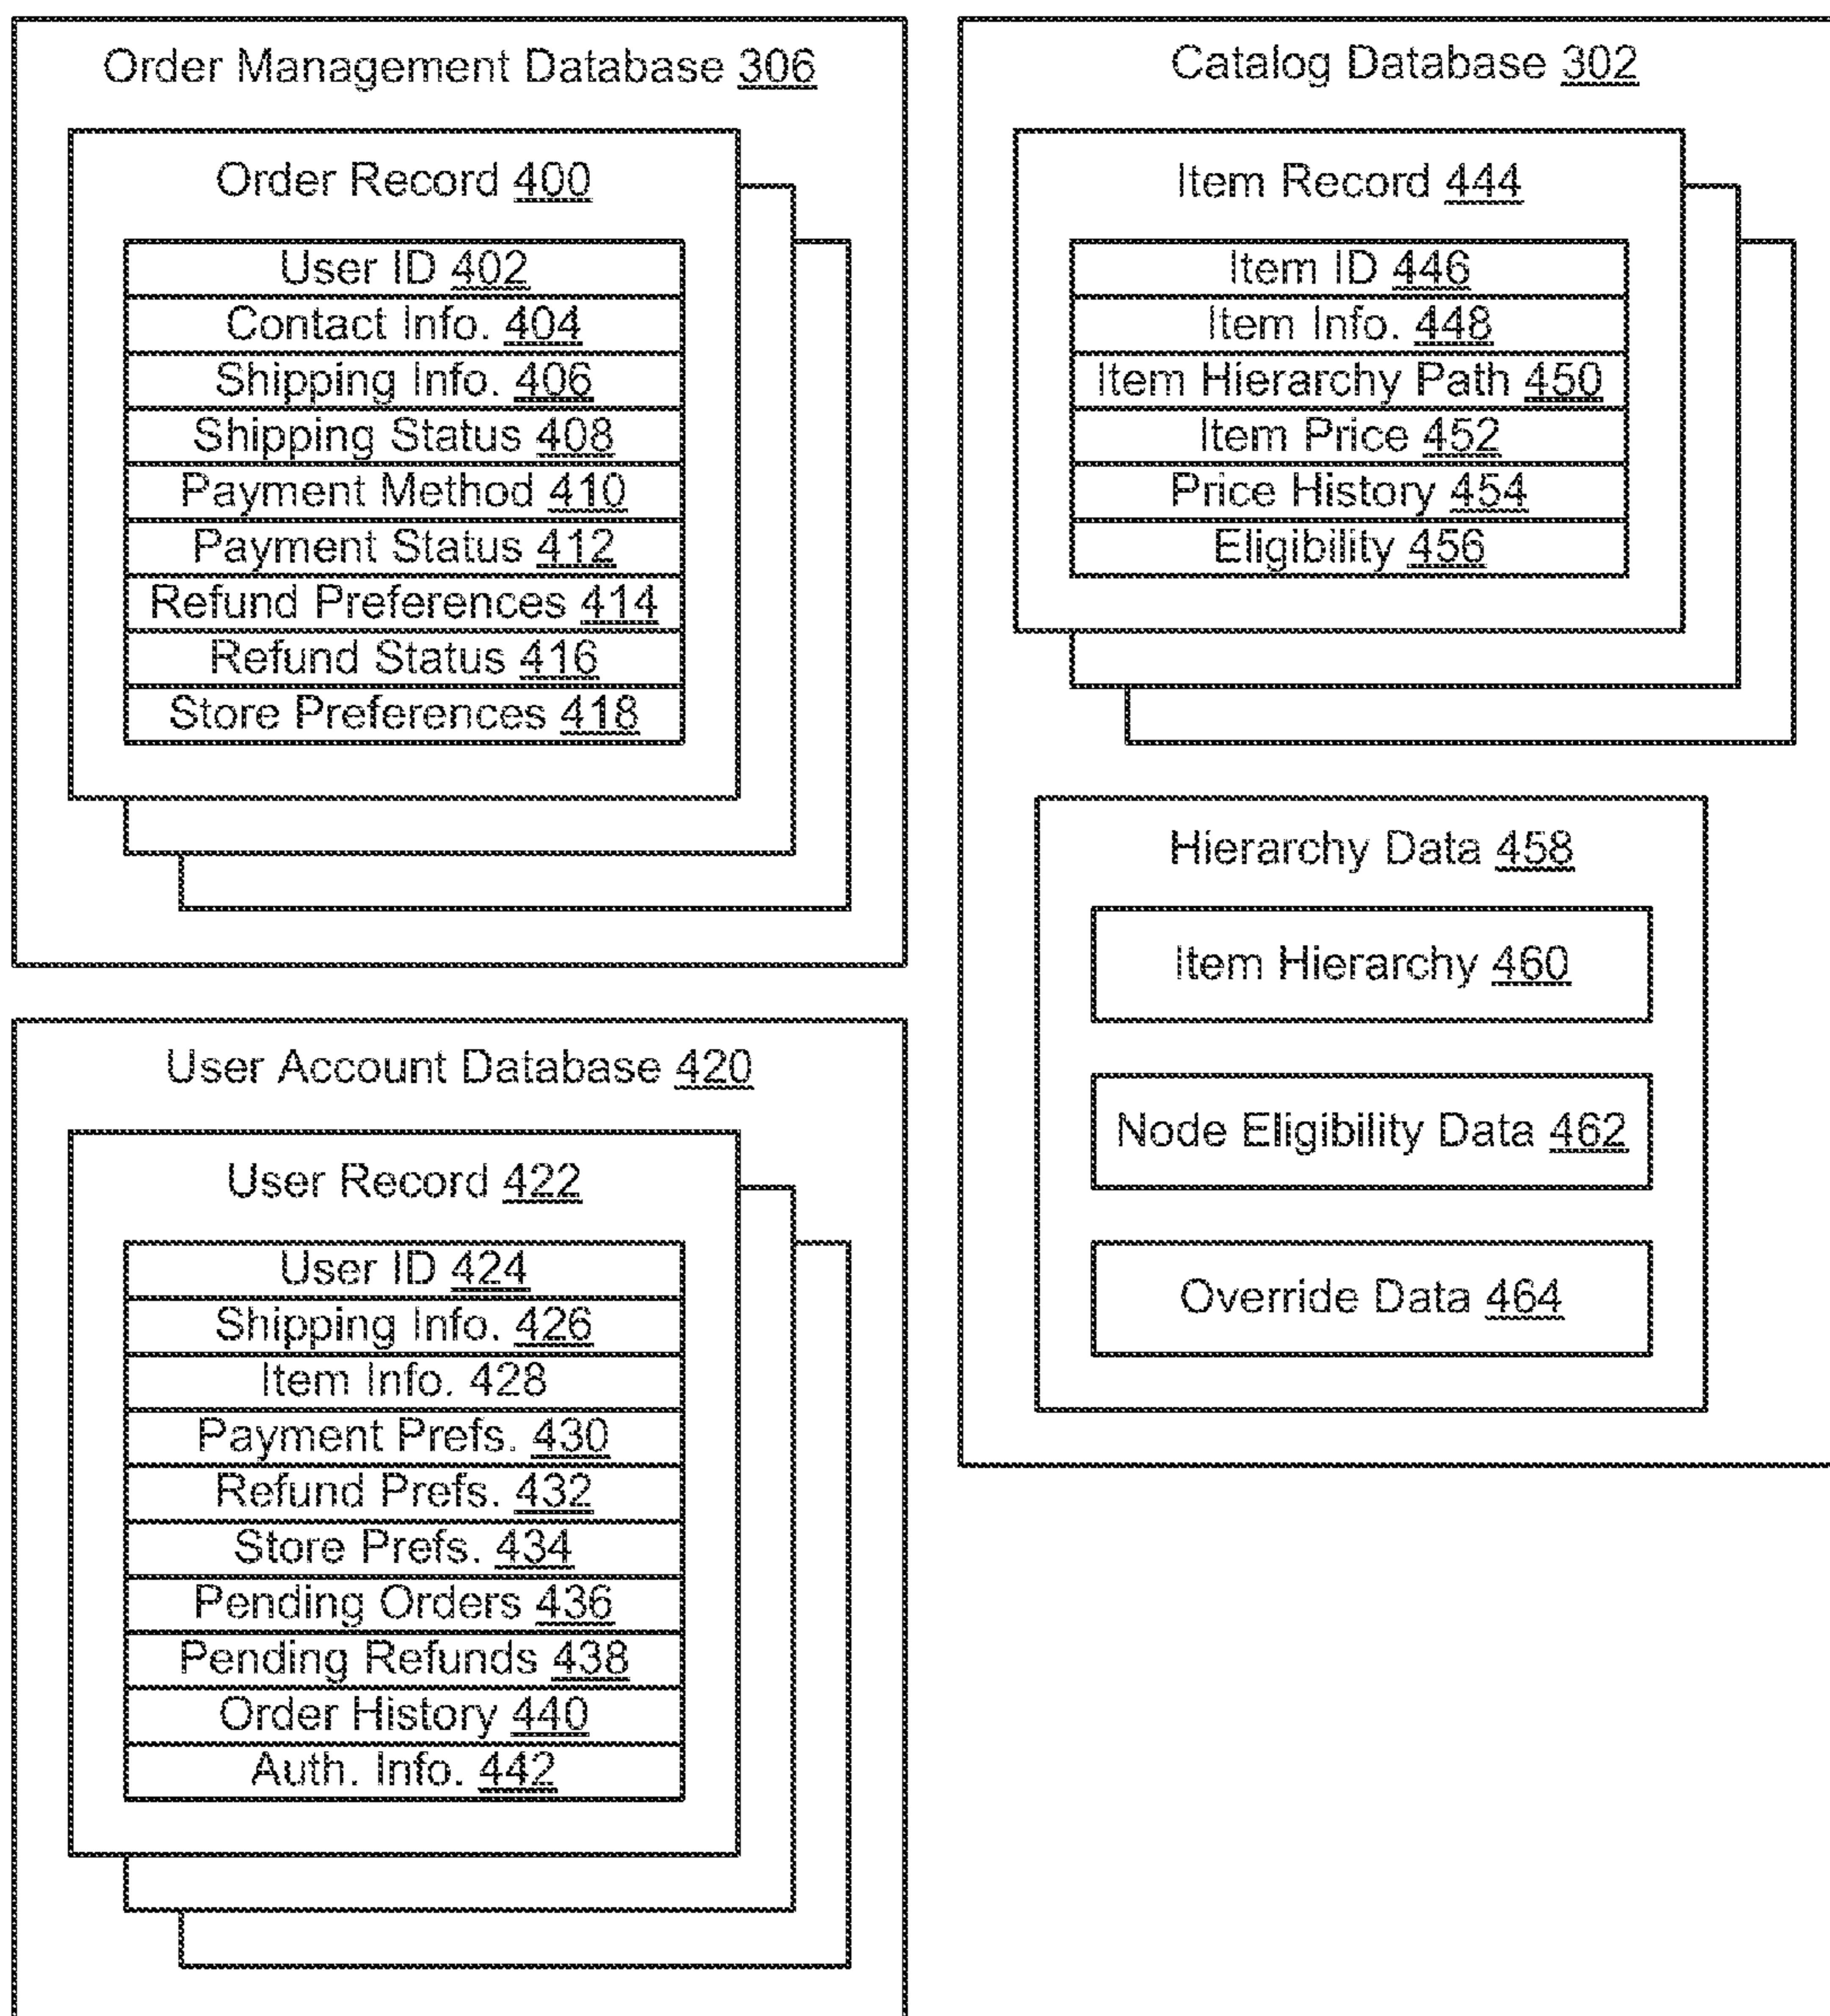 Order Management Database 306
Order Record 400
User ID 402
Contact Info. 404
Shipping Info. 406
Shipping Status 408
Payment Method 410
Payment Status 412
Refund Preferences 414
Refund Status 416
Store Preferences 418
User Account Database 420
User Record 422
User ID 424
Shipping Info. 426
Item Info. 428
Payment Prefs. 430
Refund Prefs. 432
Store Prefs. 434
Pending Orders 436
Pending Refunds 438
Order History 440
Auth. Info. 442
Catalog Database 302
Item Record 444
Item ID 446
Item Info. 448
Item Hierarchy Path 450
Item Price 452
Price History 454
Eligibility 456
Hierarchy Data 458
Item Hierarchy 460
Node Eligibility Data 462
Override Data 464